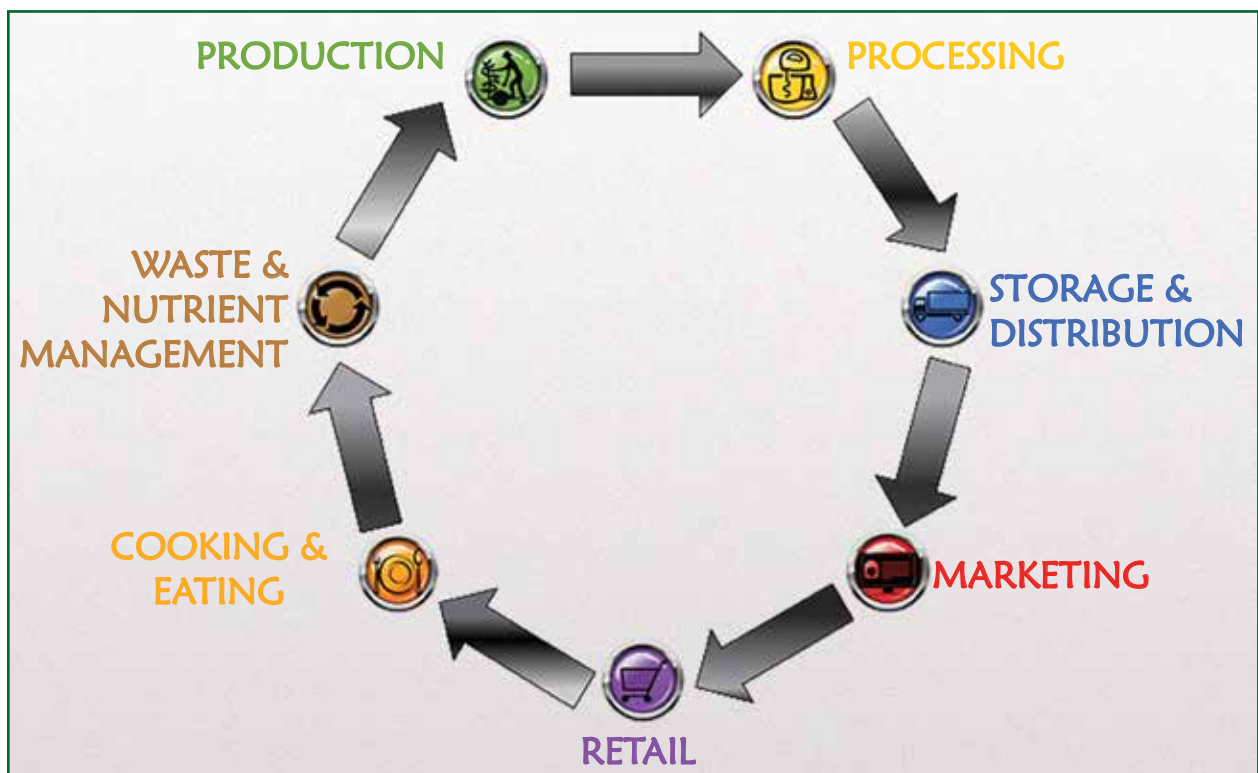 PRODUCTION
PROCESSING
STORAGE &
DISTRIBUTION
MARKETING
RETAIL
COOKING &
EATING
WASTE &
NUTRIENT
MANAGEMENT